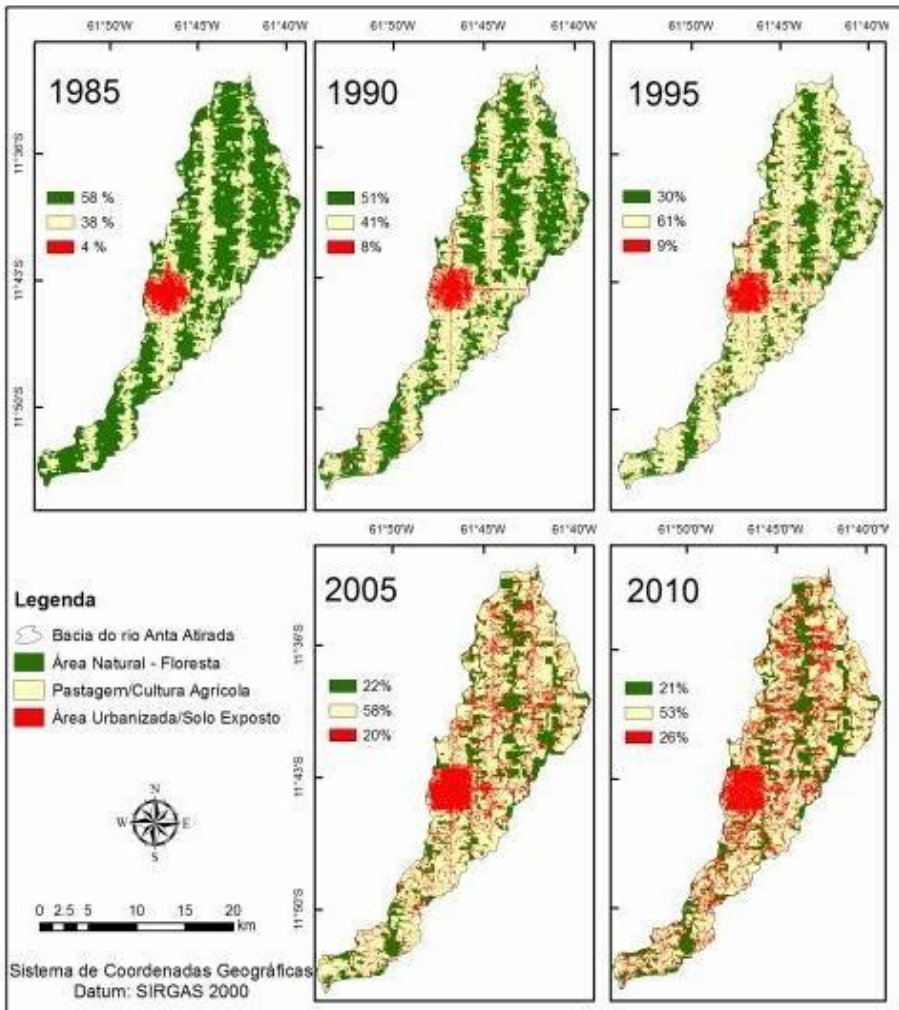 61°50'W 61°45'W 61°40'W
61°50'W 61°45'W 61°40'W
61°50'W 61°45'W 61°40'W
1985
1990
1995
11°36'S
58 %
38 %
4 %
51%
41%
8%
30%
61%
9%
11°43'S
11°50'S
61°50'W 61°45'W 61°40'W
61°50'0"W 61°45'0"W 61°40'0"W
2005
2010
Legenda
Bacia do rio Anta Atirada
Área Natural - Floresta
Pastagem/Cultura Agrícola
Área Urbanizada/Solo Exposto
11°36'S
22%
58%
20%
21%
53%
26%
11°43'S
N
W E
S
11°50'S
0 2.5 5 10 15 20
km
Sistema de Coordenadas Geográficas
Datum: SIRGAS 2000